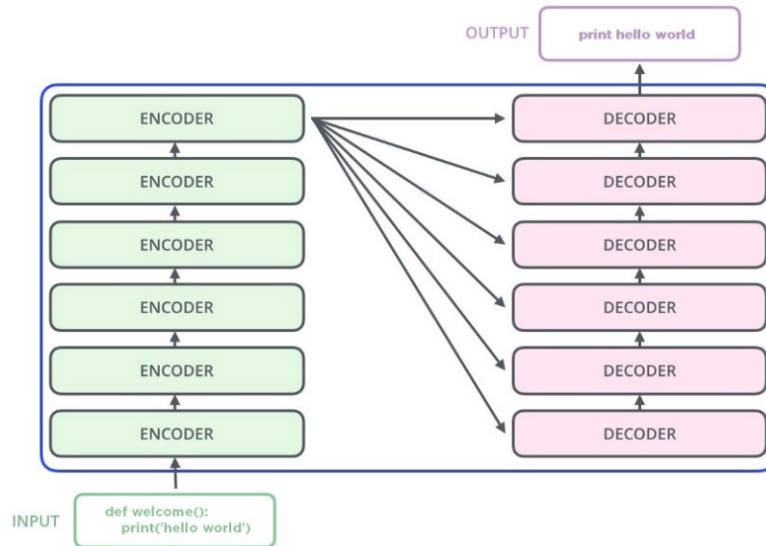 OUTPUT
print hello world
ENCODER
DECODER
ENCODER
DECODER
ENCODER
DECODER
ENCODER
DECODER
ENCODER
DECODER
ENCODER
DECODER
INPUT
def welcome():
print('hello world')